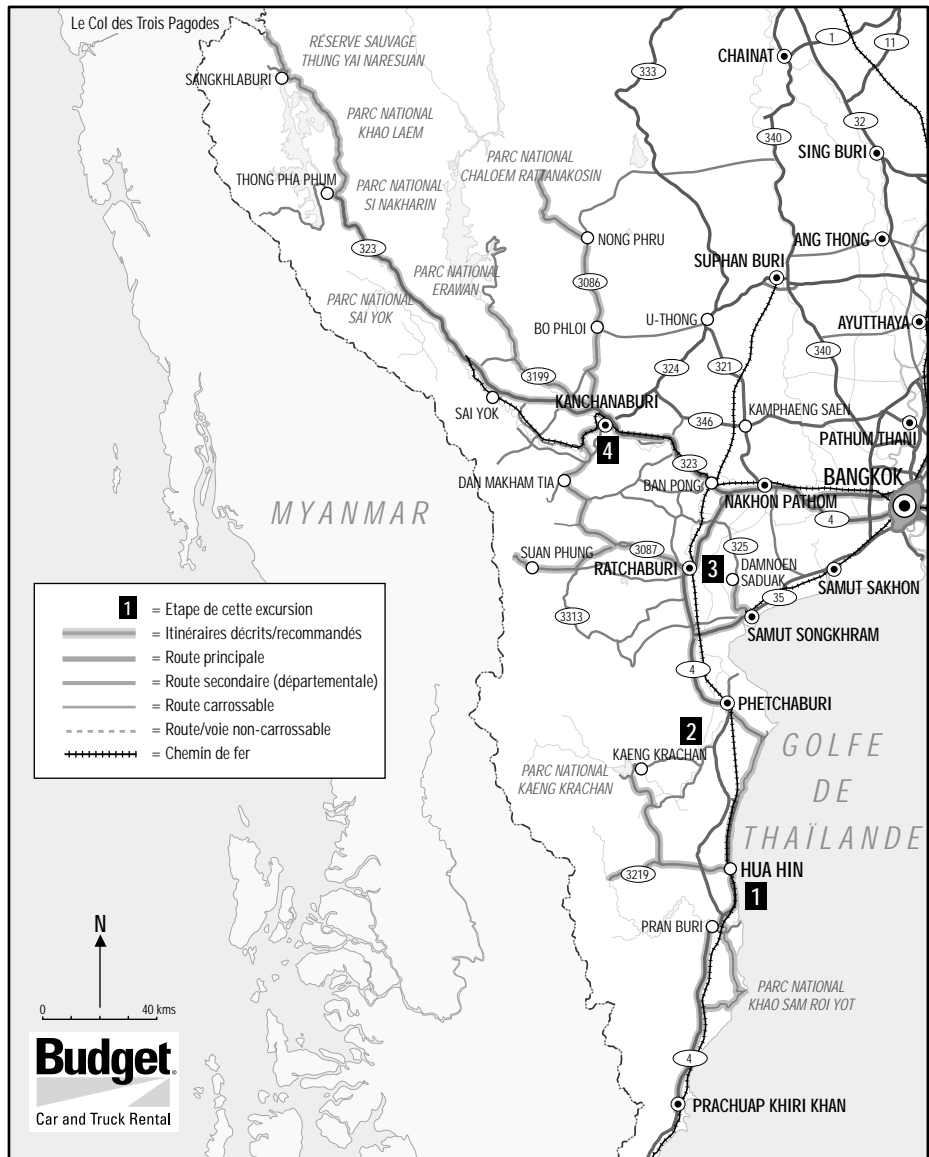 Le Col des Trois Pagodes
RÉSERVE SAUVAGE
THUNG YAI NARESUAN
SANGKHLABURI
PARC NATIONAL
KHAO LAEM
333
CHAINAT
1
11
32
340
SING BURI
PARC NATIONAL
CHALOEM RATTANAKOSIN
THONG PHA PHUM
PARC NATIONAL
SI NAKHARIN
323
NONG PHRU
ANG THONG
SUPHAN BURI
PARC NATIONAL
ERAWAN
3086
PARC NATIONAL
SAI YOK
BO PHLOI
U-THONG
AYUTTHAYA
340
3199
324
321
SAI YOK
KANCHANABURI
346
KAMPHAENG SAEN
PATHUM THANI
4
323
BANGKOK
DAN MAKHAM TIA
BAN PONG
NAKHON PATHOM
4
MYANMAR
SUAN PHUNG
3087
325
RATCHABURI
3
DAMNOEN
SADUAK
SAMUT SAKHON
35
3313
SAMUT SONGKHRAM
1 = Etape de cette excursion
= Itinéraires décrits/recommandés
= Route principale
= Route secondaire (départementale)
= Route carrossable
= Route/voie non-carrossable
= Chemin de fer
4
PHETCHABURI
2
KAENG KRACHAN
PARC NATIONAL
KAENG KRACHAN
GOLFE
DE
THAÏLANDE
3219
HUA HIN
1
PRAN BURI
PARC NATIONAL
KHAO SAM ROI YOT
N
0 40 kms
4
Budget®
Car and Truck Rental
PRACHUAP KHIRI KHAN